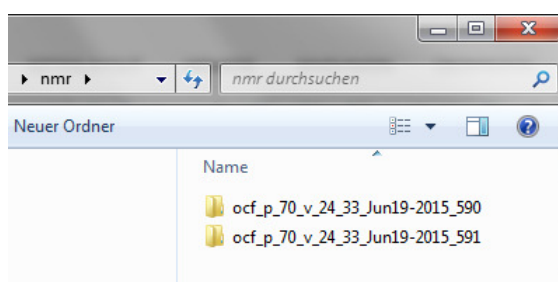 nmr
nmr durchsuchen
Neuer Ordner
Name
ocf_p_70_v_24_33_Jun19-2015_590
ocf_p_70_v_24_33_Jun19-2015_591